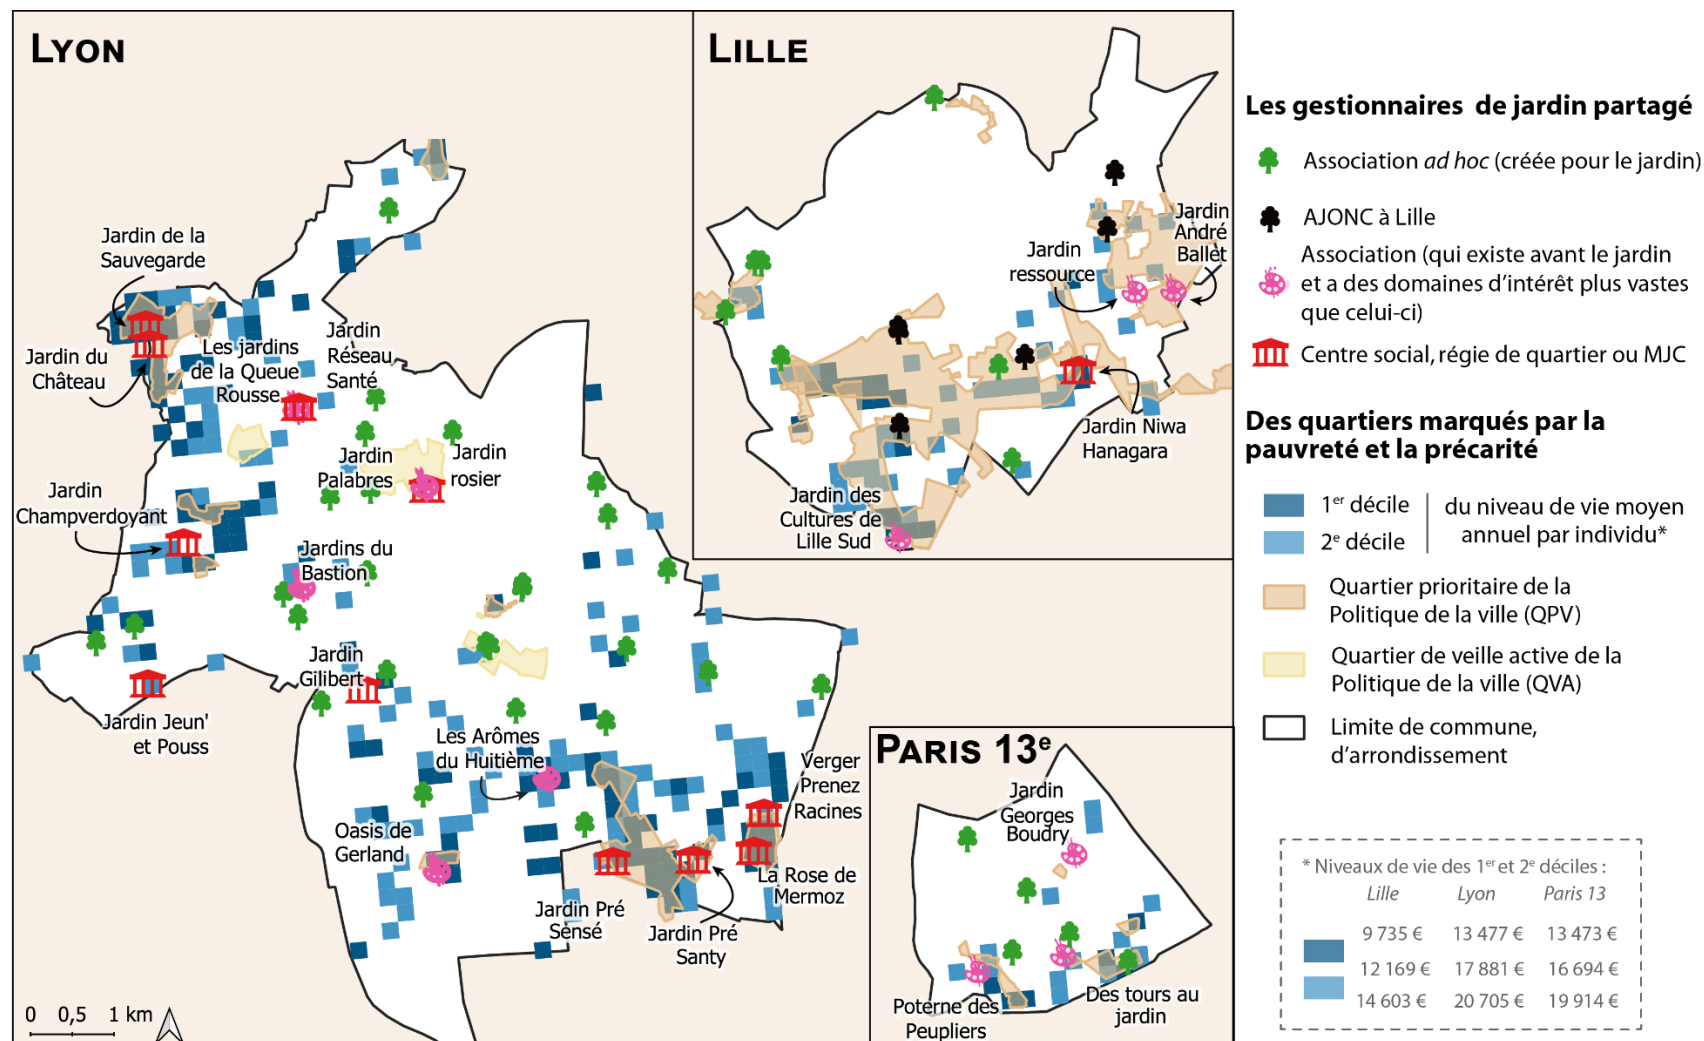 LYON
Jardin de la
Sauvegarde
Jardin du
Château
Les jardins
de la Queue
Rousse
Jardin
Réseau
Santé
Jardin
Palabres
Jardin
rosier
Jardin
Champverdoyant
Jardins du
Bastion
Jardin
Gilibert
Jardin Jeun'
et Pouss
Les Arômes
du Huitième
Verger
Prenez
Racines
Oasis de
Gerland
La Rose de
Mermoz
Jardin Pré
Sensé
Jardin Pré
Santy
0 0,5 1 km
LILLE
Jardin
André
Ballet
Jardin
ressource
Jardin Niwa
Hanagara
Jardin des
Cultures de
Lille Sud
PARIS 13e
Jardin
Georges
Boudry
Poterne des
Peupliers
Des tours au
jardin
Les gestionnaires de jardin partagé
Association ad hoc (créée pour le jardin)
AJONC à Lille
Association (qui existe avant le jardin
et a des domaines d'intérêt plus vastes
que celui-ci)
Centre social, régie de quartier ou MJC
Des quartiers marqués par la
pauvreté et la précarité
1er décile
2e décile
du niveau de vie moyen
annuel par individu*
Quartier prioritaire de la
Politique de la ville (QPV)
Quartier de veille active de la
Politique de la ville (QVA)
Limite de commune,
d'arrondissement
* Niveaux de vie des 1er et 2e déciles :
Lille Lyon Paris 13
9 735 € 13 477 € 13 473 €
12 169 € 17 881 € 16 694 €
14 603 € 20 705 € 19 914 €